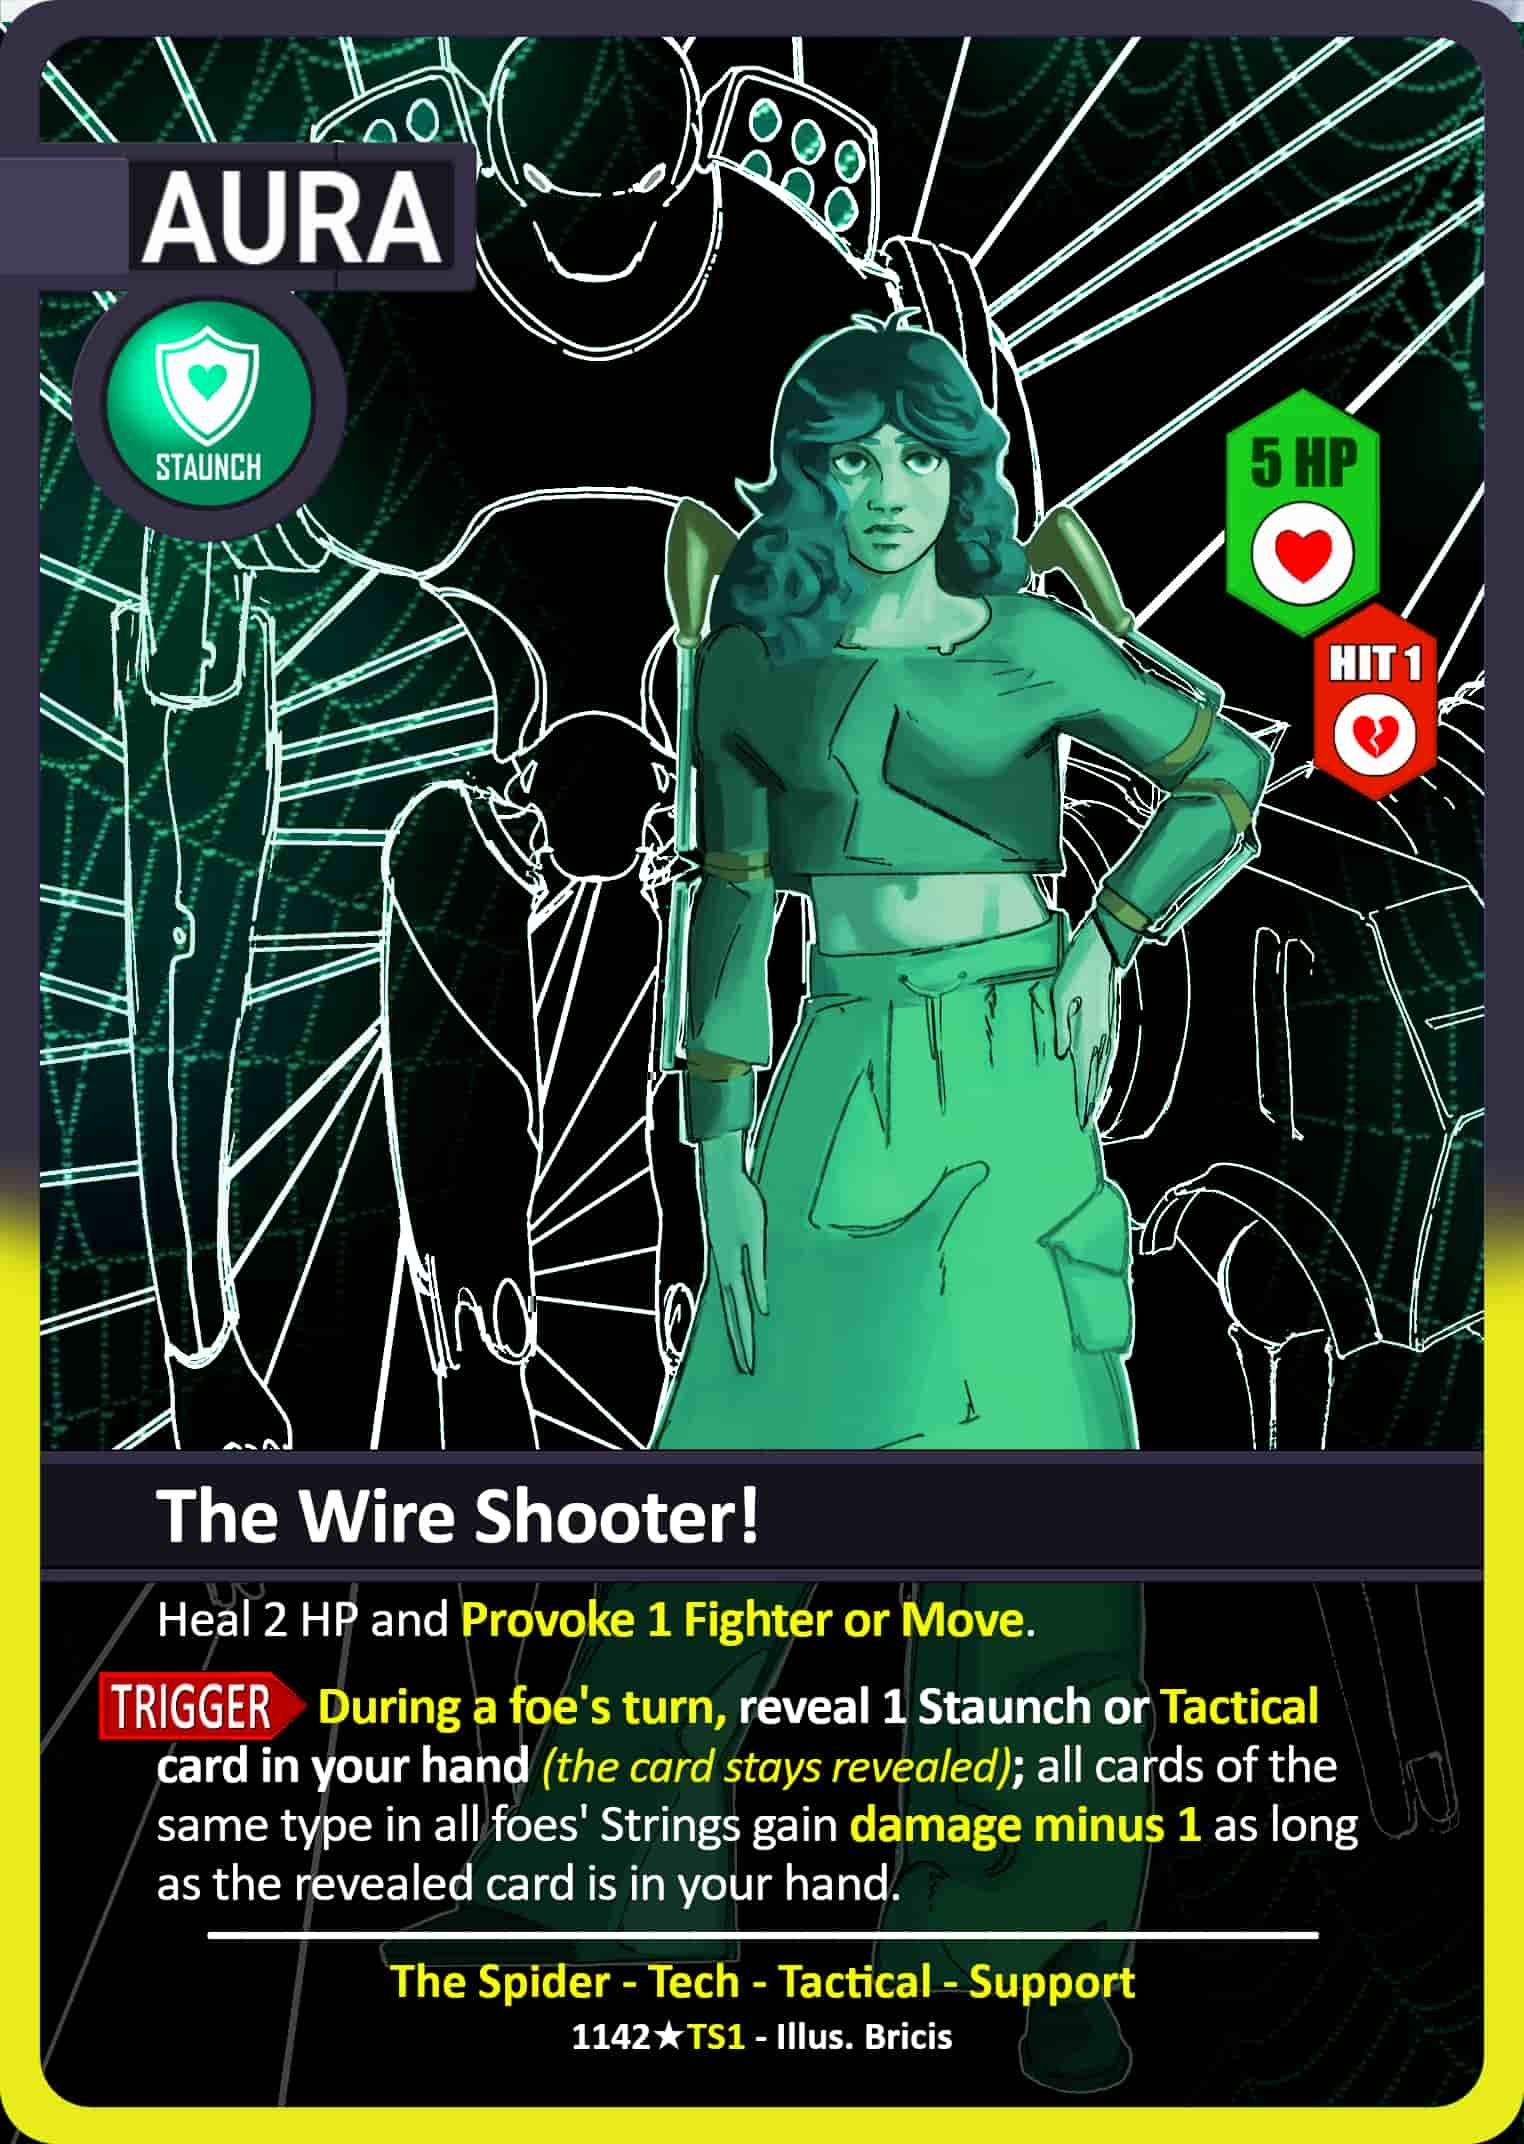 AURA
STAUNCH
5 HP
HIT 1
The Wire Shooter!
Heal 2 HP and Provoke 1 Fighter or Move.
TRIGGER During a foe's turn, reveal 1 Staunch or Tactical
card in your hand (the card stays revealed); all cards of the
same type in all foes' Strings gain damage minus 1 as long
as the revealed card is in your hand.
The Spider - Tech - Tactical - Support
1142★TS1 - Illus. Bricis